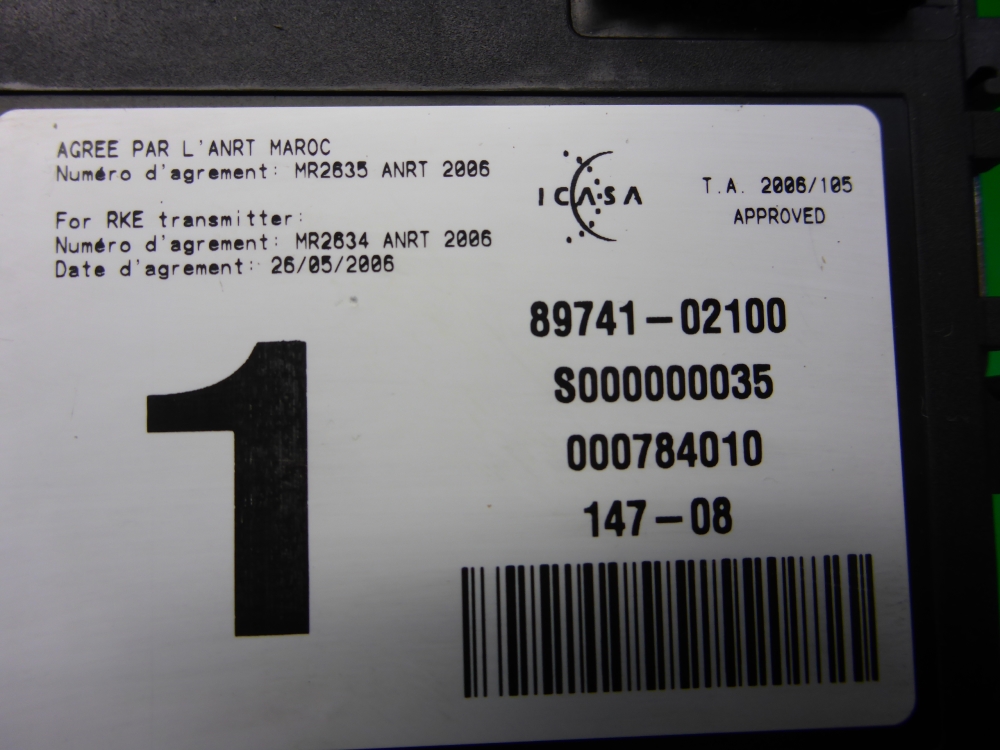 AGREE PAR L'ANRT MAROC
Numéro d'agrement: MR2635 ANRT 2006
For RKE transmitter:
Numéro d'agrement: MR2634 ANRT 2006
Date d'agrement: 26/05/2006
ICASA
T.A. 2006/105
APPROVED
1
89741-02100
S000000035
000784010
147-08